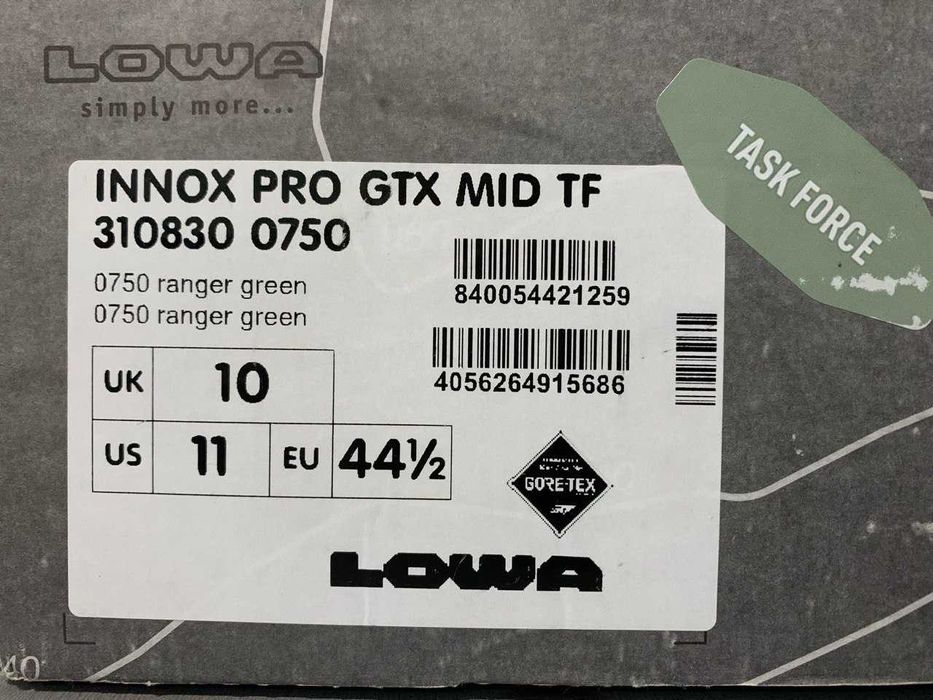 LOWA
simply more...
TASK FORCE
INNOX PRO GTX MID TF
310830 0750
0750 ranger green
0750 ranger green
840054421259
4056264915686
UK 10
US 11 EU 44½
GORE-TEX
LOWA
40